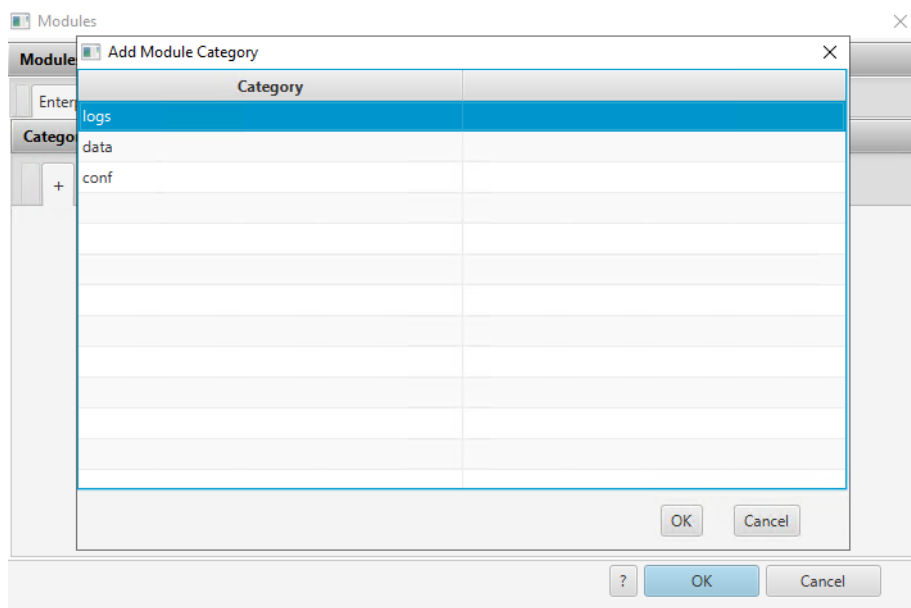 Modules
Add Module Category
Module
Category
Enter
logs
Catego
data
+
conf
OK
Cancel
?
OK
Cancel